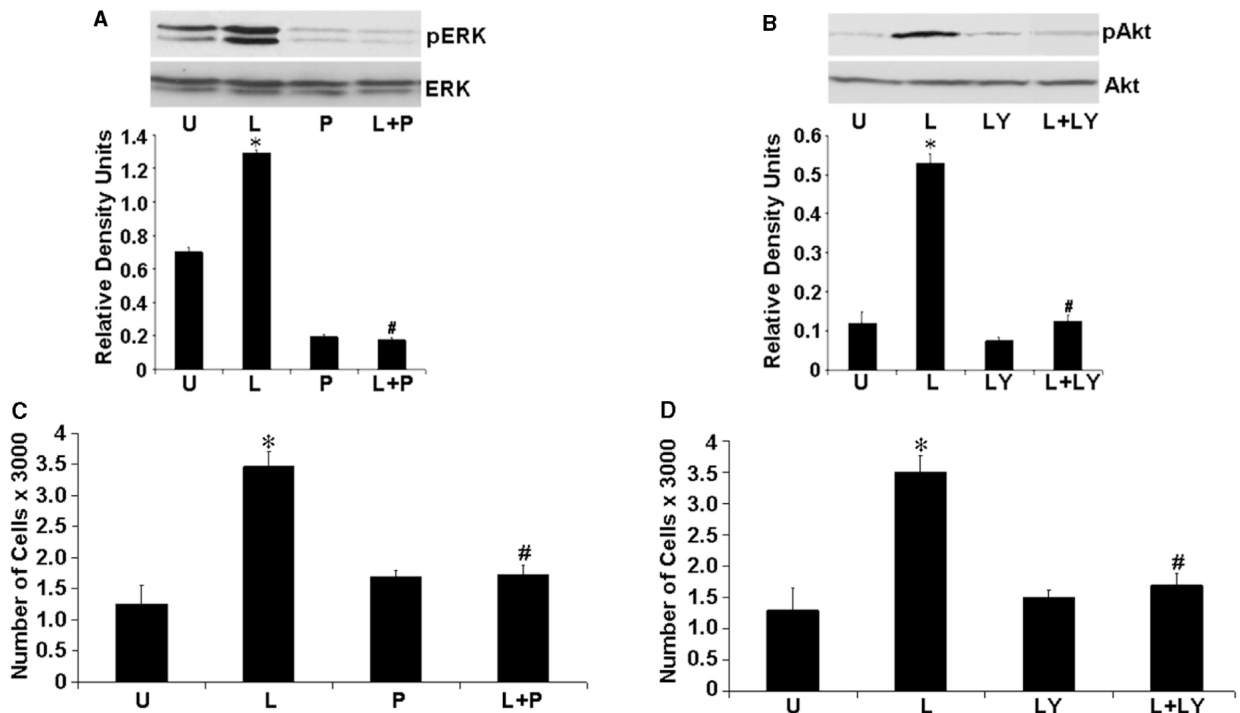 A
pERK
ERK
U L P L+P
Relative Density Units
1.4
*
1.2
1.0
0.8
0.6
0.4
0.2
#
0
U L P L+P
B
pAkt
Akt
U L LY L+LY
Relative Density Units
0.6
*
0.5
0.4
0.3
0.2
#
0.1
0
U L LY L+LY
C
Number of Cells x 3000
4
*
3.5
3.0
2.5
2.0
#
1.5
1.0
0.5
0
U L P L+P
D
Number of Cells x 3000
4
*
3.5
3.0
2.5
2.0
#
1.5
1.0
0.5
0
U L LY L+LY